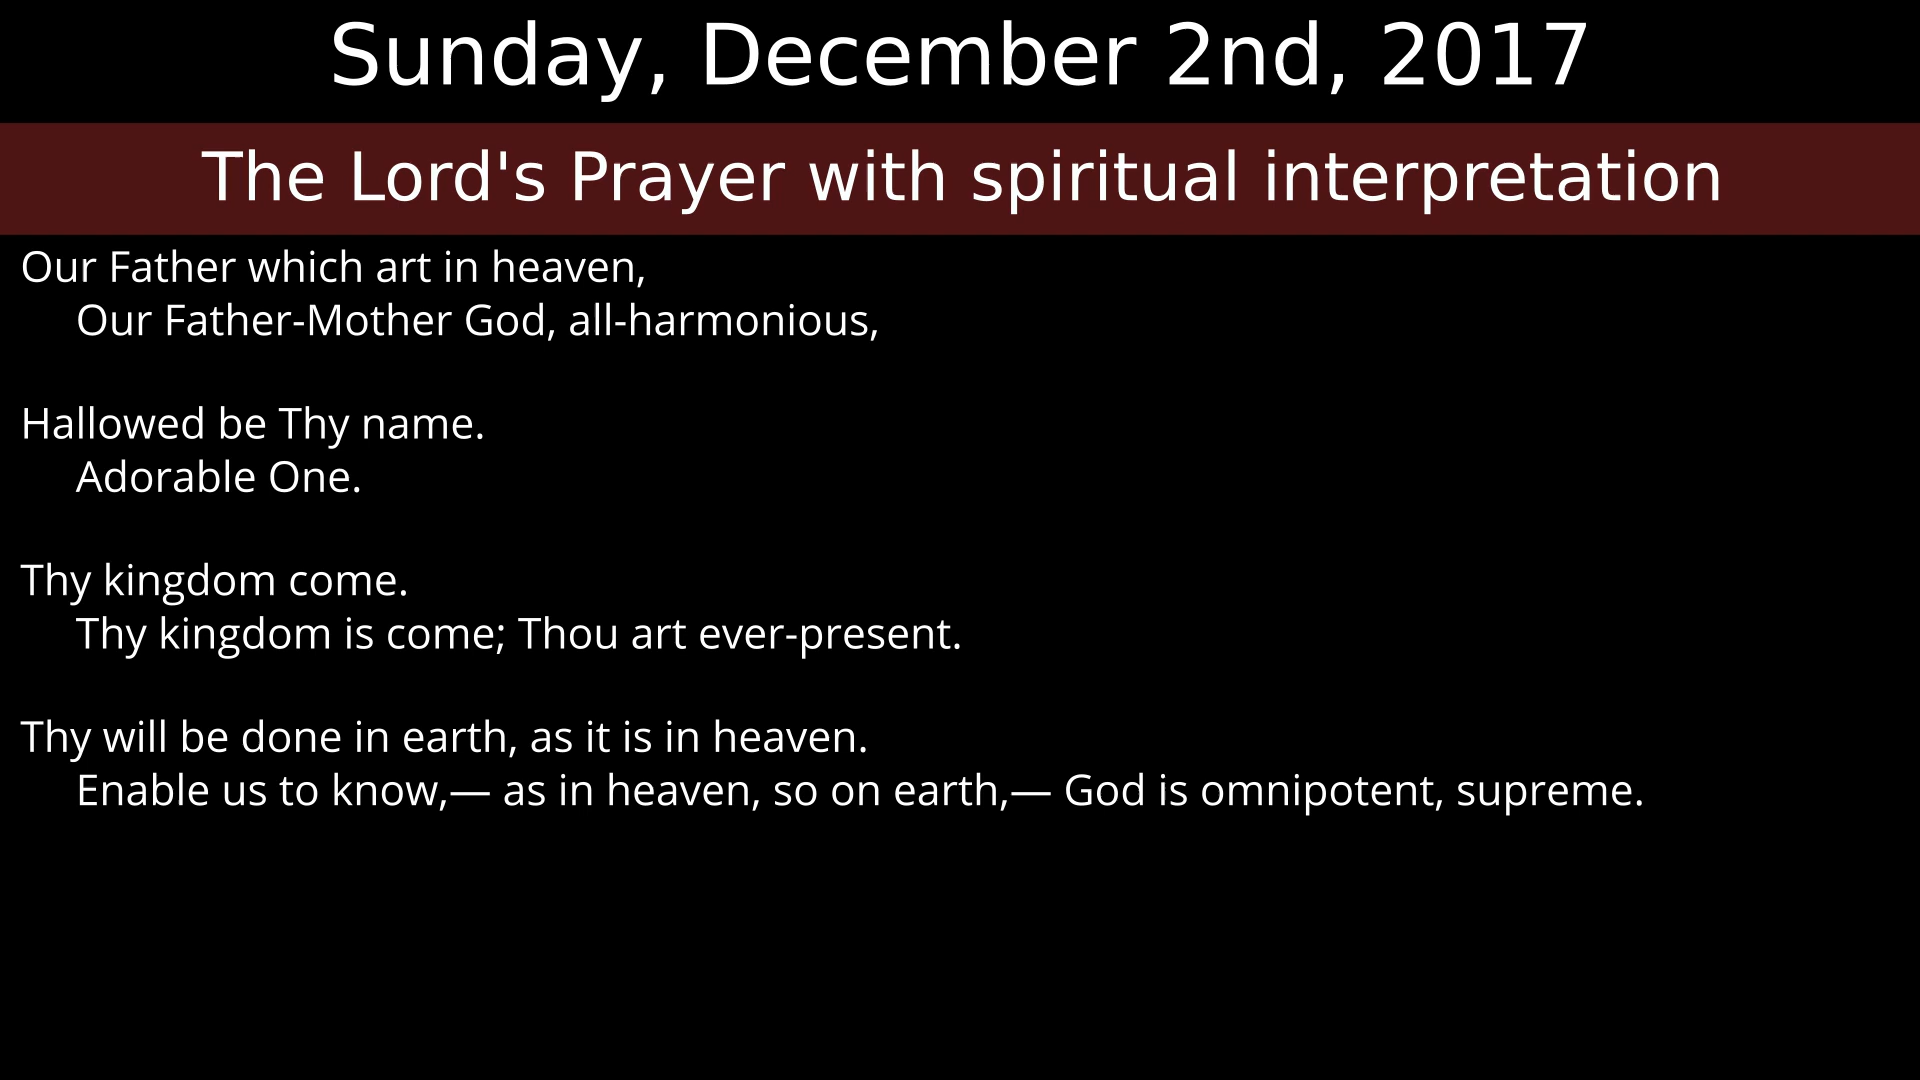 Sunday, December 2nd, 2017
The Lord's Prayer with spiritual interpretation
Our Father which art in heaven,
Our Father-Mother God, all-harmonious,
Hallowed be Thy name.
Adorable One.
Thy kingdom come.
Thy kingdom is come; Thou art ever-present.
Thy will be done in earth, as it is in heaven.
Enable us to know,— as in heaven, so on earth,— God is omnipotent, supreme.